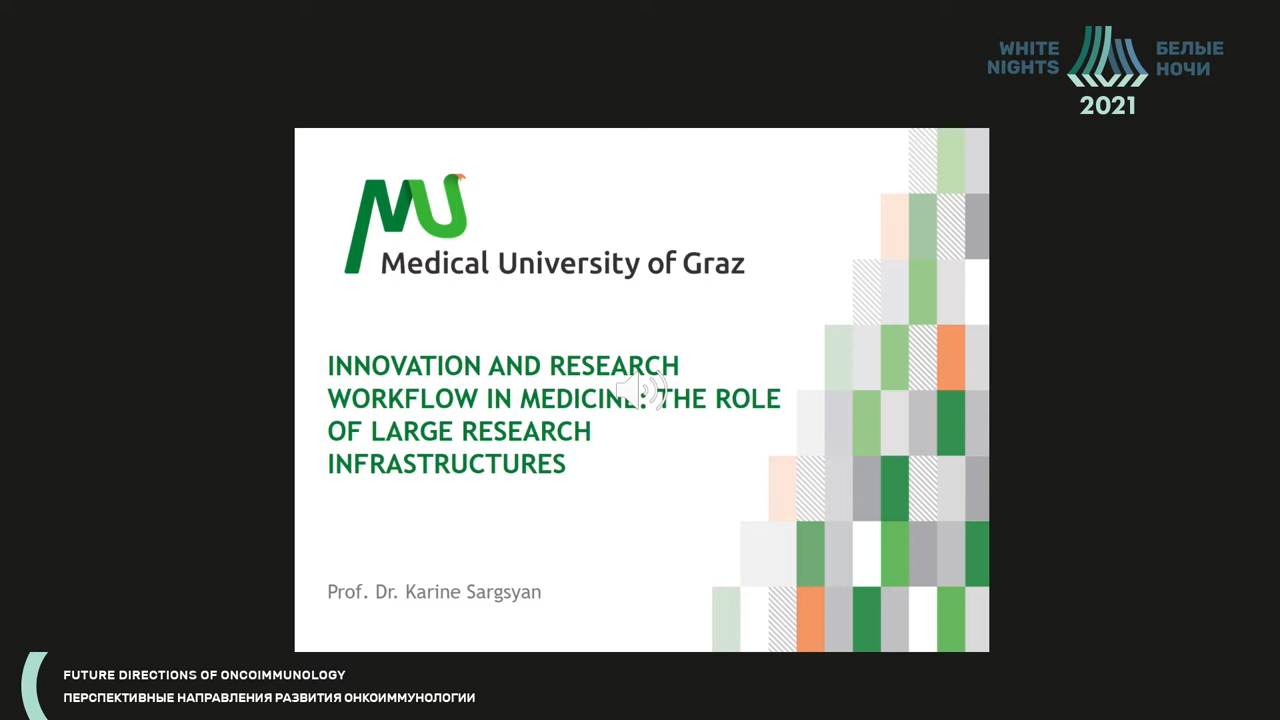 WHITE NIGHTS
БЕЛЫЕ НОЧИ
2021
MU
Medical University of Graz
INNOVATION AND RESEARCH
WORKFLOW IN MEDICINE: THE ROLE
OF LARGE RESEARCH
INFRASTRUCTURES
Prof. Dr. Karine Sargsyan
FUTURE DIRECTIONS OF ONCOIMMUNOLOGY
ПЕРСПЕКТИВНЫЕ НАПРАВЛЕНИЯ РАЗВИТИЯ ОНКОИММУНОЛОГИИ